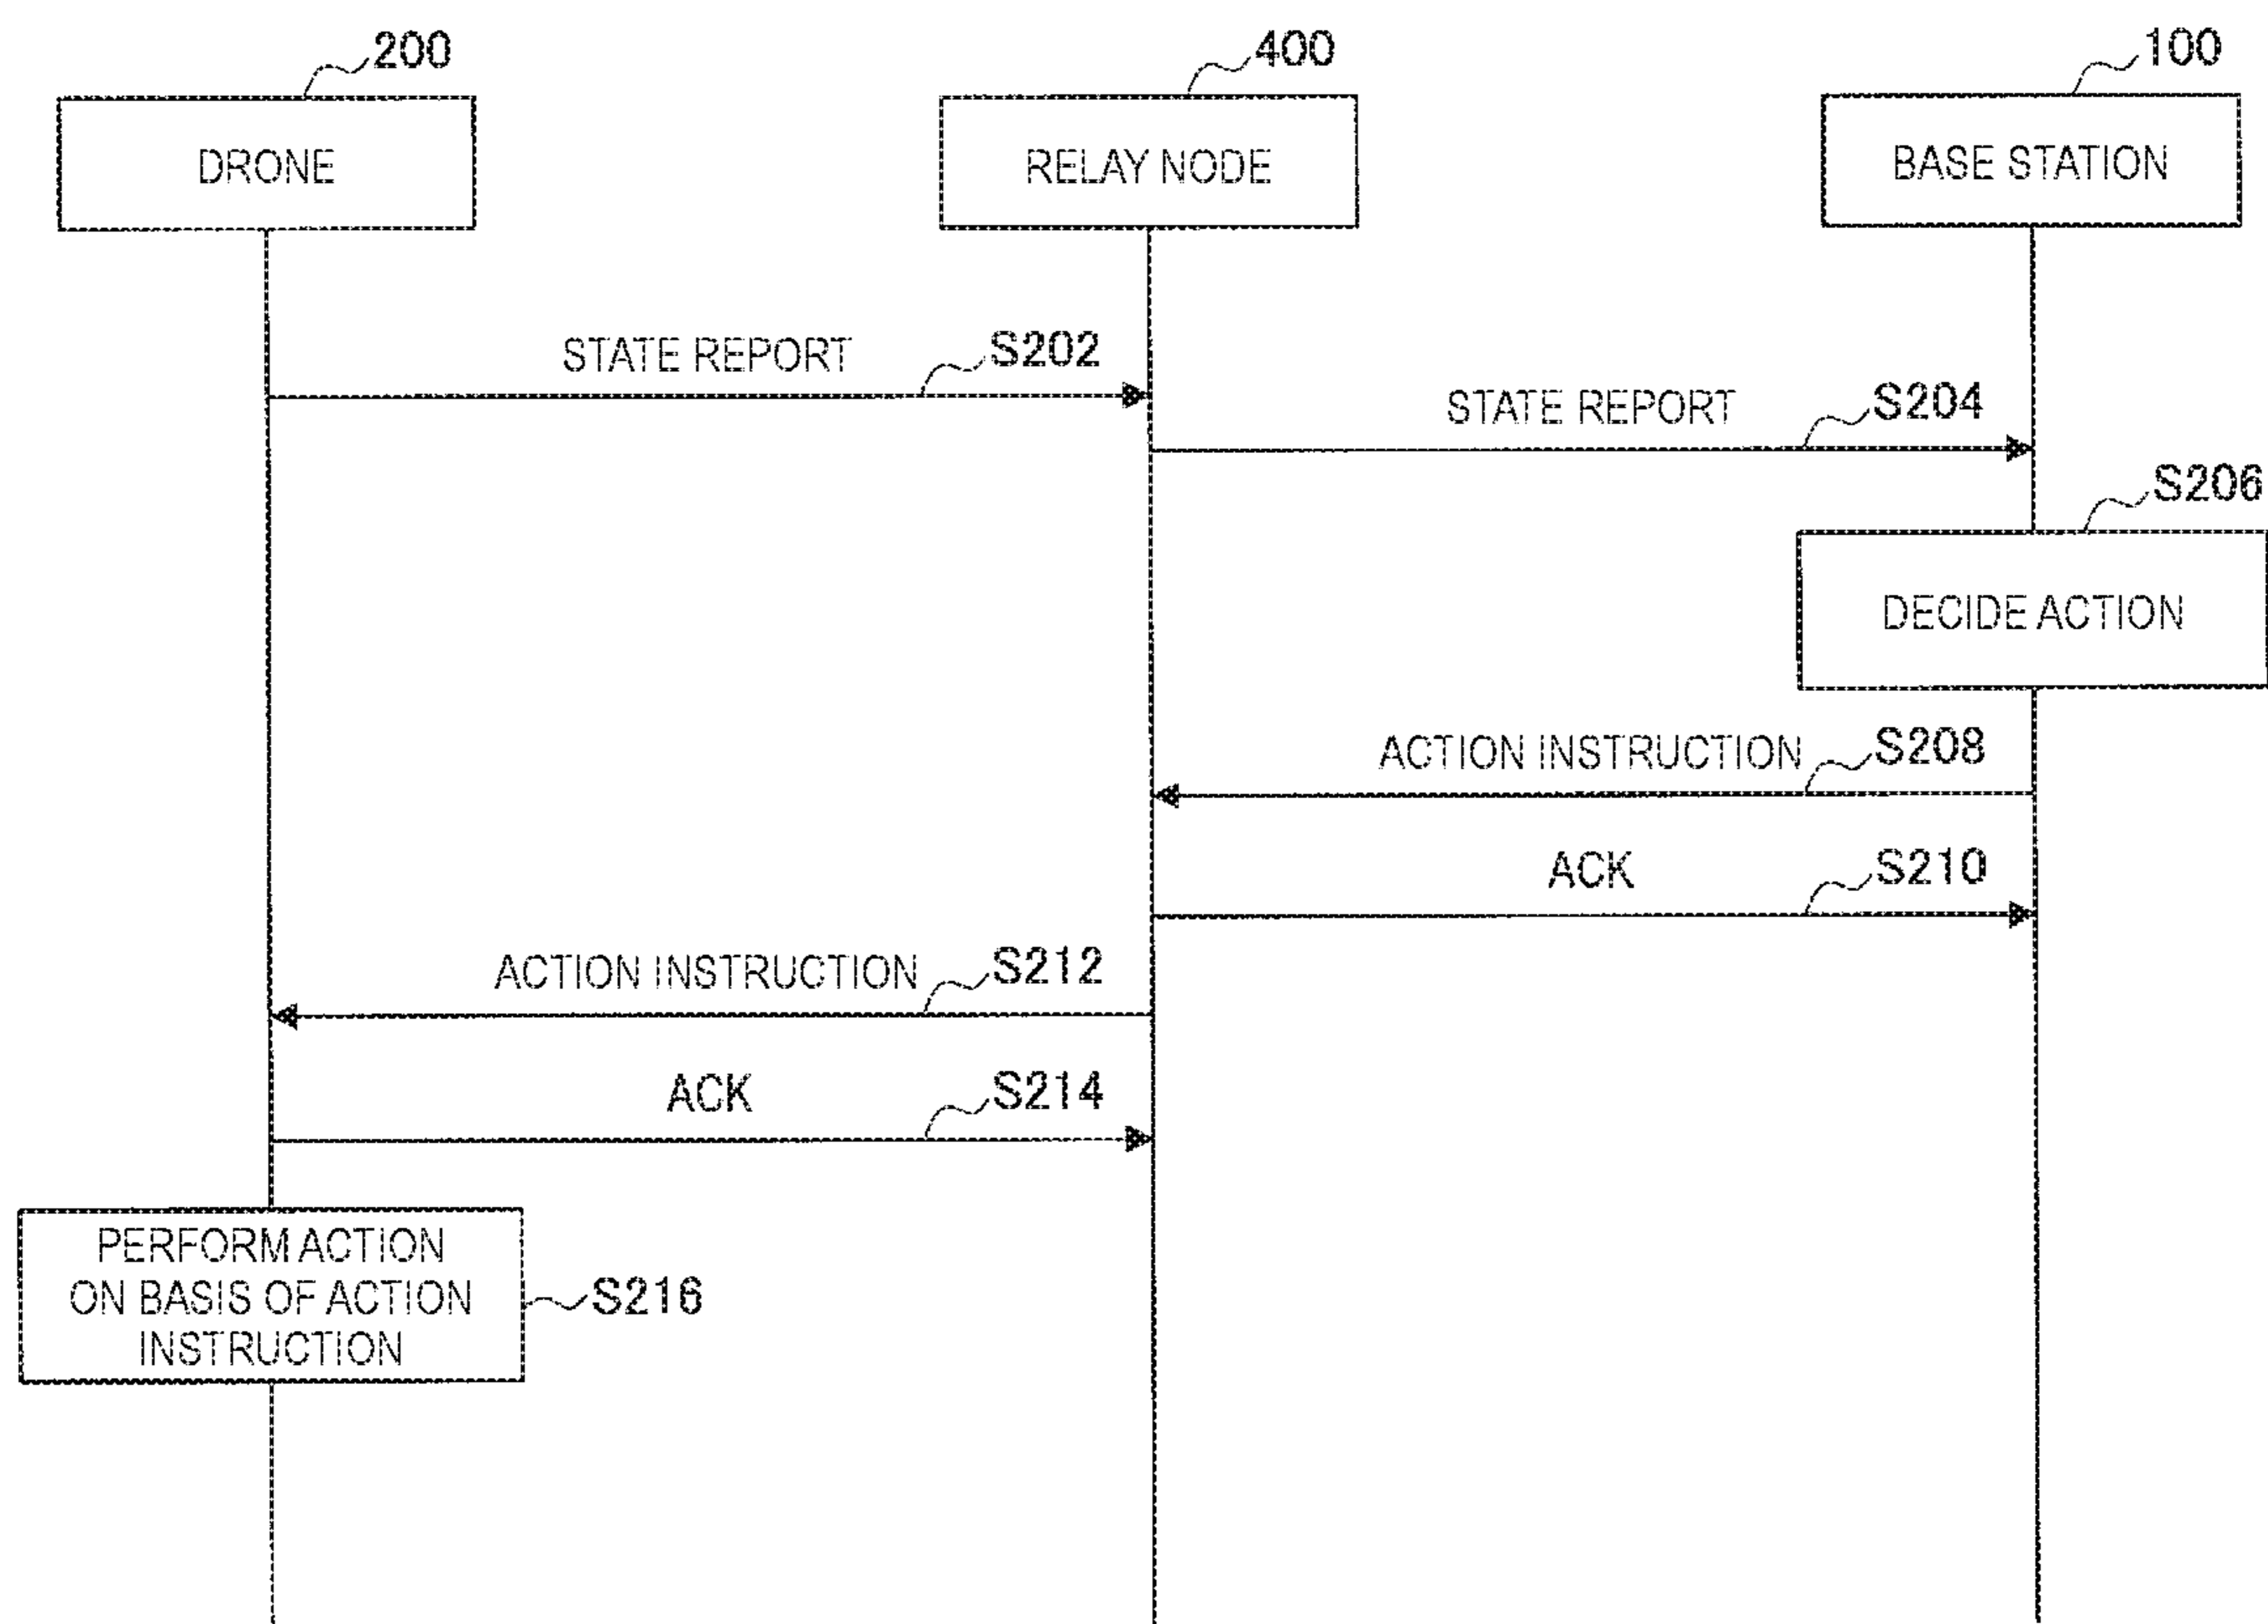 200
400
100
DRONE
RELAY NODE
BASE STATION
STATE REPORT
S202
STATE REPORT
S204
S206
DECIDE ACTION
ACTION INSTRUCTION
S208
ACK
S210
ACTION INSTRUCTION
S212
ACK
S214
PERFORM ACTION
ON BASIS OF ACTION
INSTRUCTION
S216